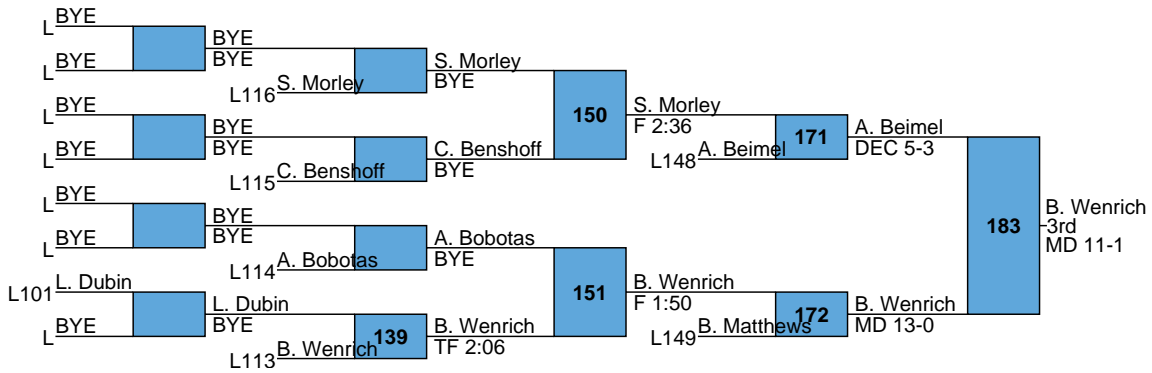 BYE
L
BYE
BYE
BYE
L
S. Morley
L116
S. Morley
BYE
BYE
L
BYE
BYE
BYE
L
C. Benshoff
L115
C. Benshoff
BYE
150
S. Morley
F 2:36
A. Beimel
L148
171
A. Beimel
DEC 5-3
BYE
L
BYE
BYE
BYE
L
A. Bobotas
L114
A. Bobotas
BYE
L. Dubin
L101
L. Dubin
BYE
BYE
L
B. Wenrich
L113
139
B. Wenrich
TF 2:06
151
B. Wenrich
F 1:50
B. Matthews
L149
172
B. Wenrich
MD 13-0
183
B. Wenrich
3rd
MD 11-1